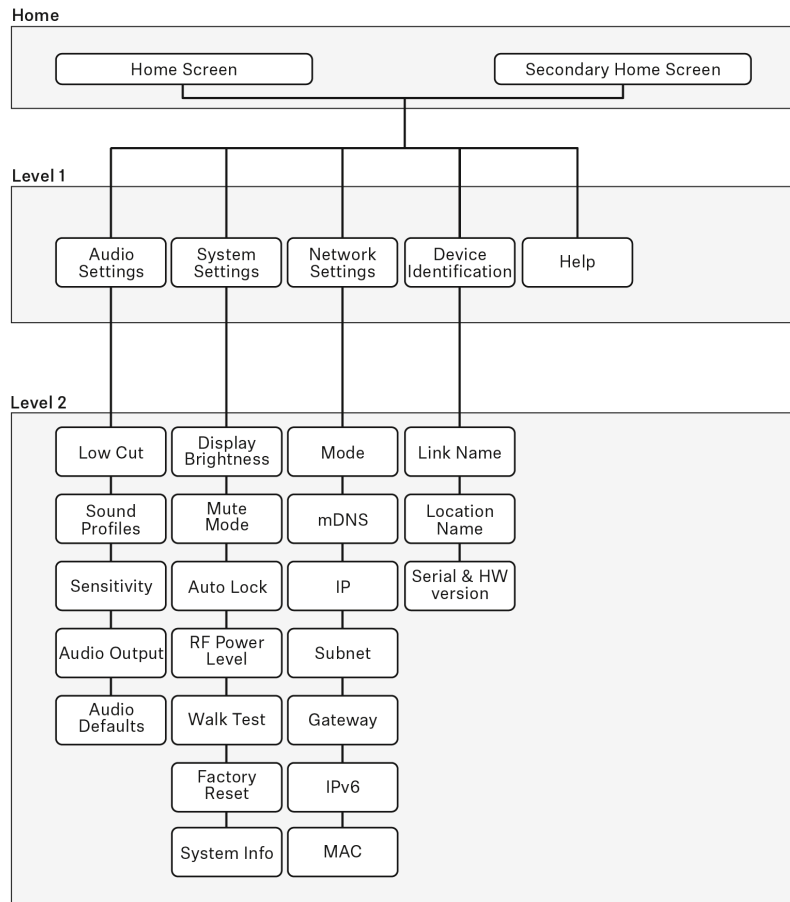 Home
Home Screen
Secondary Home Screen
Level 1
Audio
Settings
System
Settings
Network
Settings
Device
Identification
Help
Level 2
Low Cut
Sound
Profiles
Sensitivity
Audio Output
Audio
Defaults
Display
Brightness
Mute
Mode
Auto Lock
RF Power
Level
Walk Test
Factory
Reset
System Info
Mode
mDNS
IP
Subnet
Gateway
IPv6
MAC
Link Name
Location
Name
Serial & HW
version